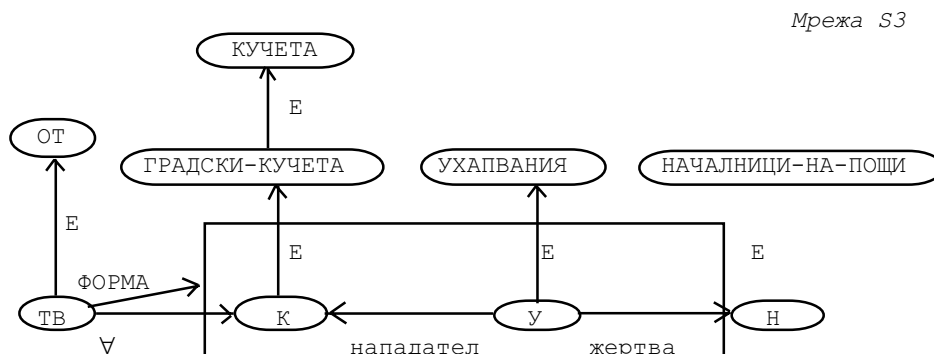 Мрежа S3
КУЧЕТА
Е
ОТ
ГРАДСКИ-КУЧЕТА УХАПВАНИЯ НАЧАЛНИЦИ-НА-ПОЩИ
Е Е Е Е
ФОРМА
ТВ К У Н
∀ нападател жертва